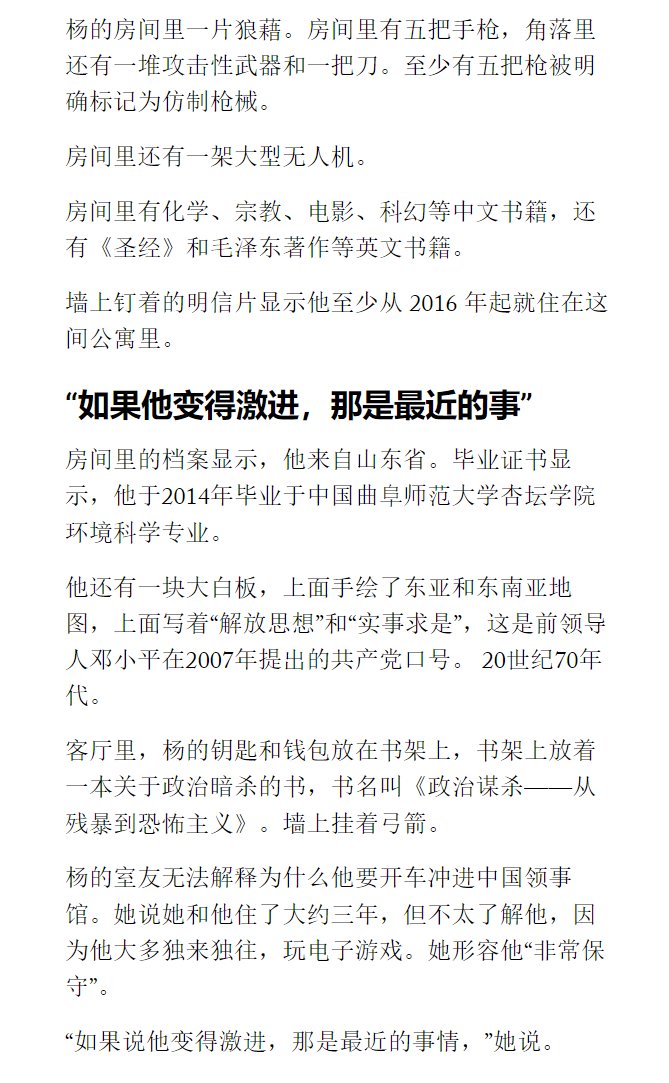 杨的房间里一片狼藉。房间里有五把手枪，角落里
还有一堆攻击性武器和一把刀。至少有五把枪被明
确标记为仿制枪械。
房间里还有一架大型无人机。
房间里有化学、宗教、电影、科幻等中文书籍，还
有《圣经》和毛泽东著作等英文书籍。
墙上钉着的明信片显示他至少从 2016 年起就住在这
间公寓里。
“如果他变得激进，那是最近的事”
房间里的档案显示，他来自山东省。毕业证书显
示，他于2014年毕业于中国曲阜师范大学杏坛学院
环境科学专业。
他还有一块大白板，上面手绘了东亚和东南亚地
图，上面写着“解放思想”和“实事求是”，这是前领导
人邓小平在2007年提出的共产党口号。 20世纪70年
代。
客厅里，杨的钥匙和钱包放在书架上，书架上放着
一本关于政治暗杀的书，书名叫《政治谋杀——从
残暴到恐怖主义》。墙上挂着弓箭。
杨的室友无法解释为什么他要开车冲进中国领事
馆。她说她和他住了大约三年，但不太了解他，因
为他大多独来独往，玩电子游戏。她形容他“非常保
守”。
“如果说他变得激进，那是最近的事情，”她说。